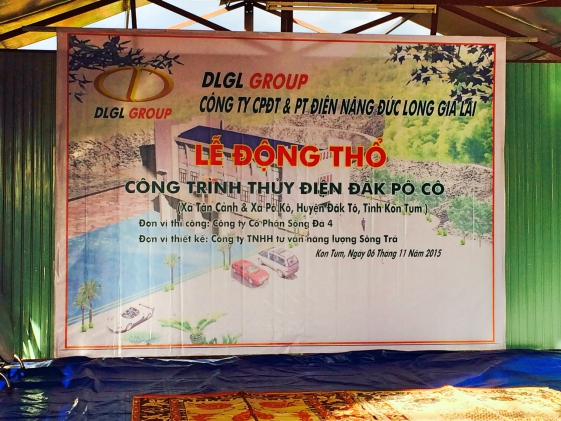 DLGL GROUP
DLGL GROUP
CÔNG TY CPĐT & PT ĐIỆN NĂNG ĐỨC LONG GIA LAI
LỄ ĐỘNG THỔ
CÔNG TRÌNH THỦY ĐIỆN ĐĂK PÔ CÔ
(Xã Tân Cảnh & Xã Pô Kô, Huyện Đăk Tô, Tỉnh Kon Tum)
Đơn vị thi công: Công ty Cổ Phần Sông Đà 4
Đơn vị thiết kế: Công ty TNHH tư vấn năng lượng Sông Trà
Kon Tum, Ngày 06 Tháng 11 Năm 2015